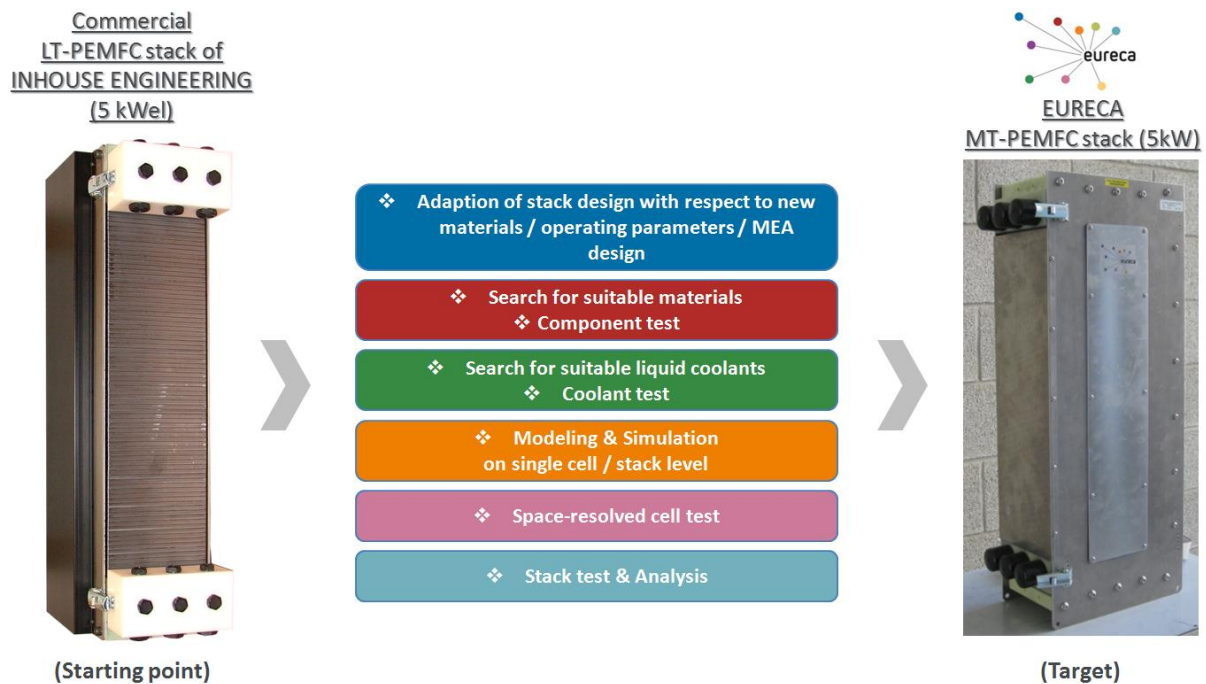 Commercial
LT-PEMFC stack of
INHOUSE ENGINEERING
(5 kWel)
(Starting point)
❖ Adaption of stack design with respect to new
materials / operating parameters / MEA
design
❖ Search for suitable materials
❖ Component test
❖ Search for suitable liquid coolants
❖ Coolant test
❖ Modeling & Simulation
on single cell / stack level
❖ Space-resolved cell test
❖ Stack test & Analysis
eureca
EURECA
MT-PEMFC stack (5kW)
(Target)